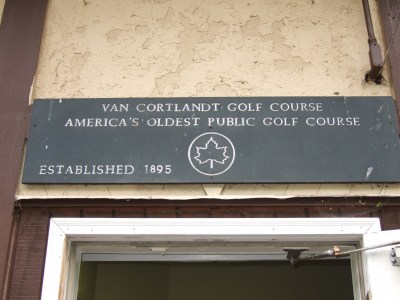 VAN CORTLANDT GOLF COURSE
AMERICA'S OLDEST PUBLIC GOLF COURSE
ESTABLISHED 1895